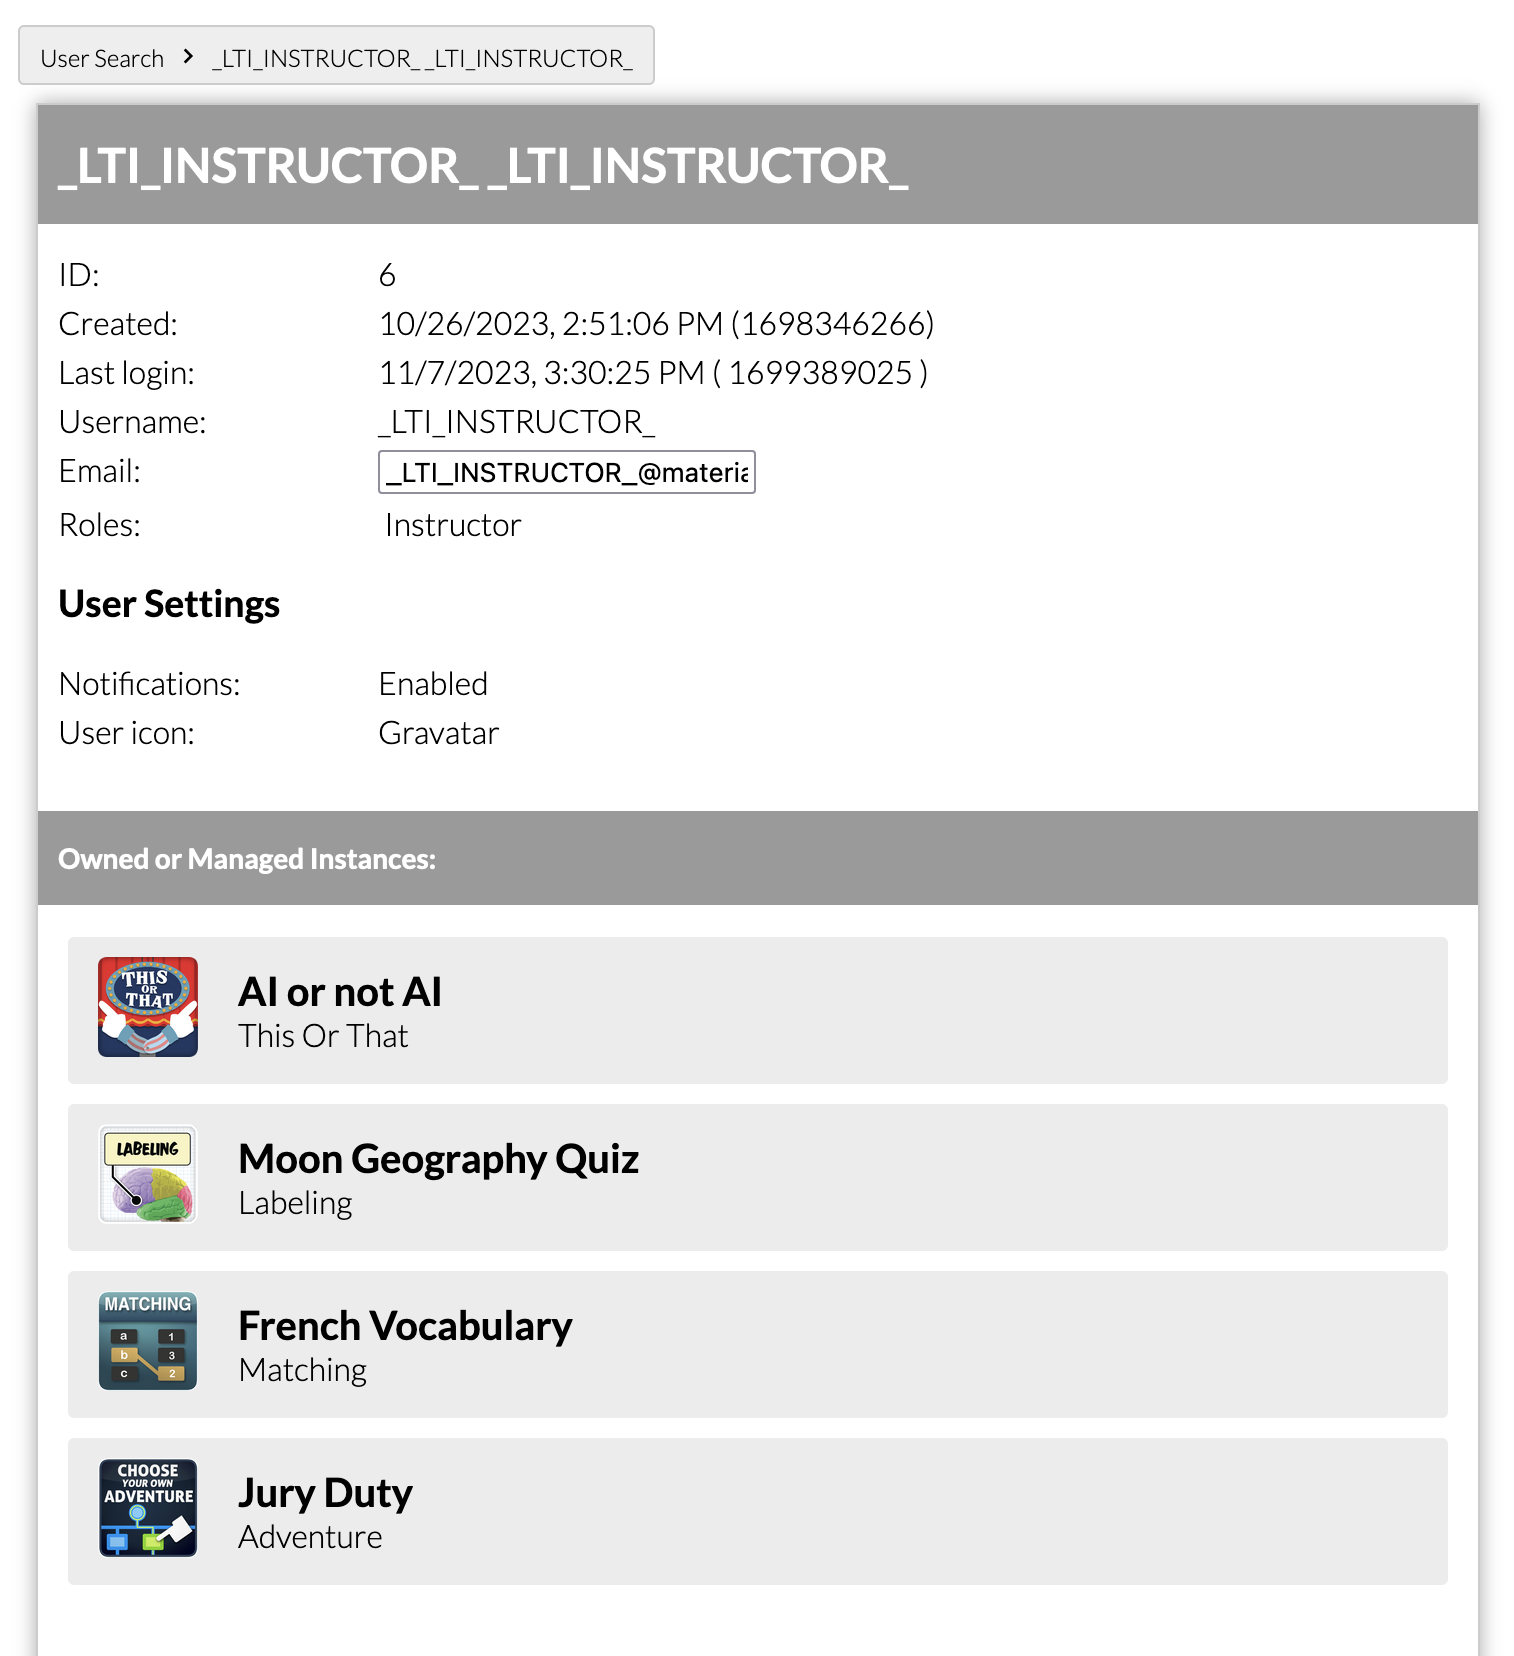 User Search > _LTI_INSTRUCTOR_ _LTI_INSTRUCTOR_
_LTI_INSTRUCTOR_ _LTI_INSTRUCTOR_
ID: 6
Created: 10/26/2023, 2:51:06 PM (1698346266)
Last login: 11/7/2023, 3:30:25 PM ( 1699389025 )
Username: _LTI_INSTRUCTOR_
Email: _LTI_INSTRUCTOR_@materia
Roles: Instructor
User Settings
Notifications: Enabled
User icon: Gravatar
Owned or Managed Instances:
THIS
OR
THAT
AI or not AI
This Or That
LABELING
Moon Geography Quiz
Labeling
MATCHING
a 1
b 3
c 2
French Vocabulary
Matching
CHOOSE
YOUR OWN
ADVENTURE
Jury Duty
Adventure